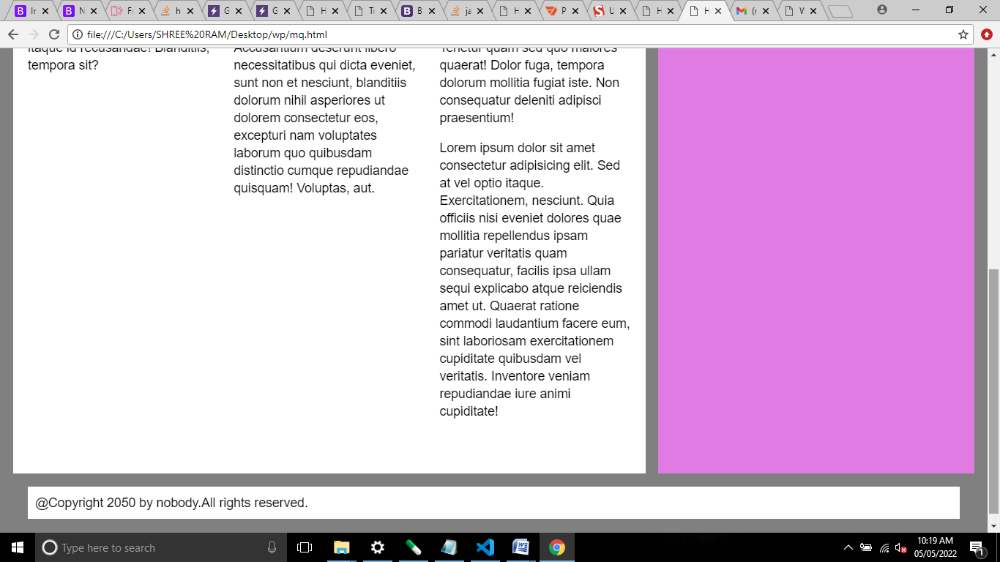 Ir
N
Fr
h
G
G
H
Tr
B
ja
H
P
U
H
H
(r
V
file:///C:/Users/SHREE%20RAM/Desktop/wp/mq.html
itaque id recusandae! Blanditiis,
tempora sit?
Accusantium deserunt libero
necessitatibus qui dicta eveniet,
sunt non et nesciunt, blanditiis
dolorum nihil asperiores ut
dolorem consectetur eos,
excepturi nam voluptates
laborum quo quibusdam
distinctio cumque repudiandae
quisquam! Voluptas, aut.
Tenetur quam sed quo maiores
quaerat! Dolor fuga, tempora
dolorum mollitia fugiat iste. Non
consequatur deleniti adipisci
praesentium!
Lorem ipsum dolor sit amet
consectetur adipisicing elit. Sed
at vel optio itaque.
Exercitationem, nesciunt. Quia
officiis nisi eveniet dolores quae
mollitia repellendus ipsam
pariatur veritatis quam
consequatur, facilis ipsa ullam
sequi explicabo atque reiciendis
amet ut. Quaerat ratione
commodi laudantium facere eum,
sint laboriosam exercitationem
cupiditate quibusdam vel
veritatis. Inventore veniam
repudiandae iure animi
cupiditate!
@Copyright 2050 by nobody.All rights reserved.
Type here to search
10:19 AM
05/05/2022
1